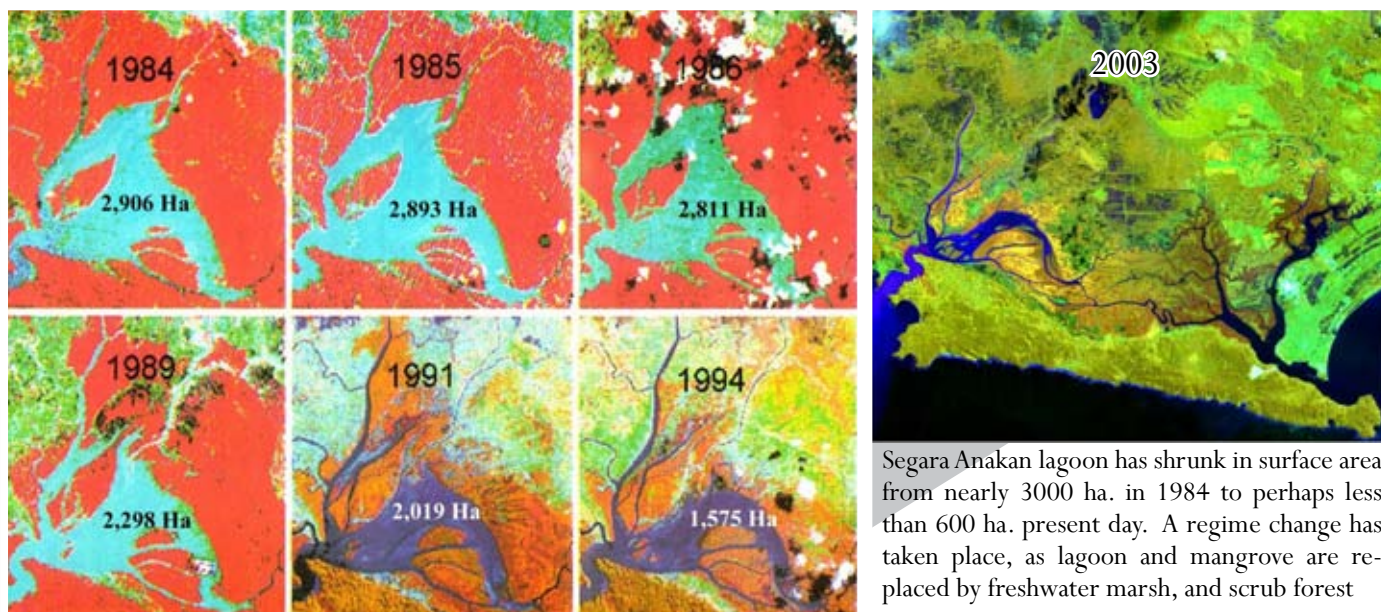 1984
2,906 Ha
1985
2,893 Ha
1986
2,811 Ha
1989
2,298 Ha
1991
2,019 Ha
1994
1,575 Ha
2003
Segara Anakan lagoon has shrunk in surface area
from nearly 3000 ha. in 1984 to perhaps less
than 600 ha. present day. A regime change has
taken place, as lagoon and mangrove are re-
placed by freshwater marsh, and scrub forest